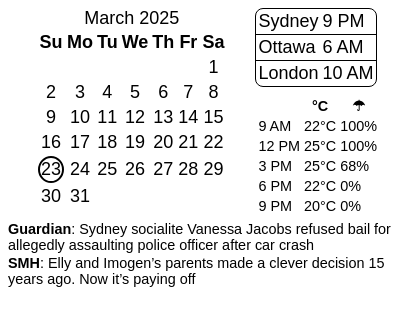 March 2025
Su Mo Tu We Th Fr Sa
1
2 3 4 5 6 7 8
9 10 11 12 13 14 15
16 17 18 19 20 21 22
23 24 25 26 27 28 29
30 31
Sydney 9 PM
Ottawa 6 AM
London 10 AM
°C ☂
9 AM 22°C 100%
12 PM 25°C 100%
3 PM 25°C 68%
6 PM 22°C 0%
9 PM 20°C 0%
Guardian: Sydney socialite Vanessa Jacobs refused bail for
allegedly assaulting police officer after car crash
SMH: Elly and Imogen’s parents made a clever decision 15
years ago. Now it’s paying off